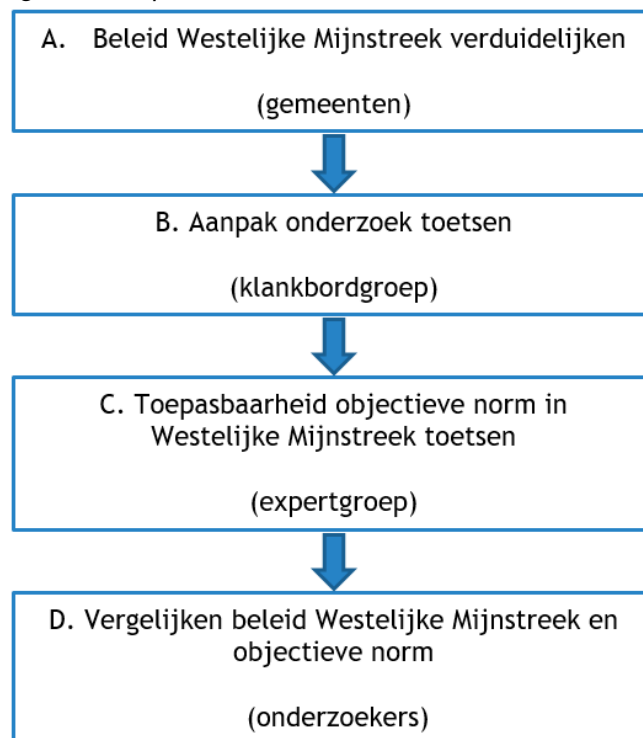 A. Beleid Westelijke Mijnstreek verduidelijken
(gemeenten)
B. Aanpak onderzoek toetsen
(klankbordgroep)
C. Toepasbaarheid objectieve norm in
Westelijke Mijnstreek toetsen
(expertgroep)
D. Vergelijken beleid Westelijke Mijnstreek en
objectieve norm
(onderzoekers)